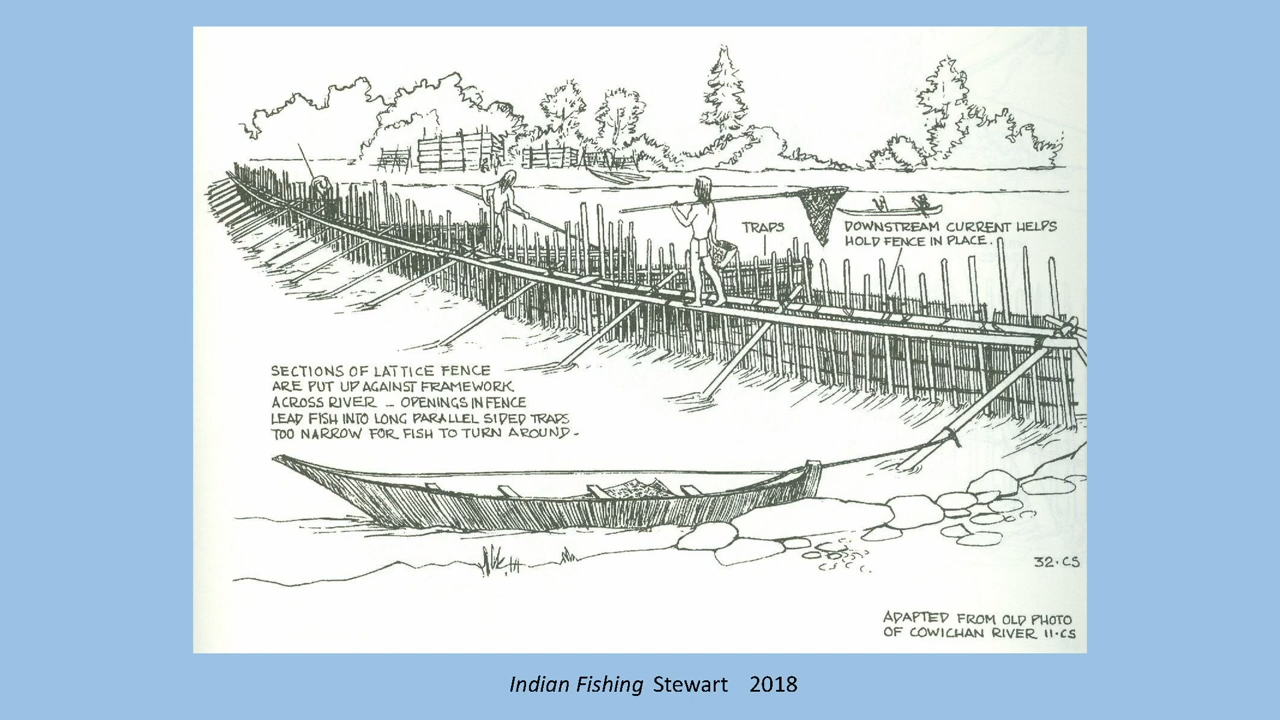 TRAPS
DOWNSTREAM CURRENT HELPS
HOLD FENCE IN PLACE.
SECTIONS OF LATTICE FENCE
ARE PUT UP AGAINST FRAMEWORK
ACROSS RIVER – OPENINGS IN FENCE
LEAD FISH INTO LONG PARALLEL SIDED TRAPS
TOO NARROW FOR FISH TO TURN AROUND–
32·CS
ADAPTED FROM OLD PHOTO
OF COWICHAN RIVER 11·CS
Indian Fishing Stewart 2018